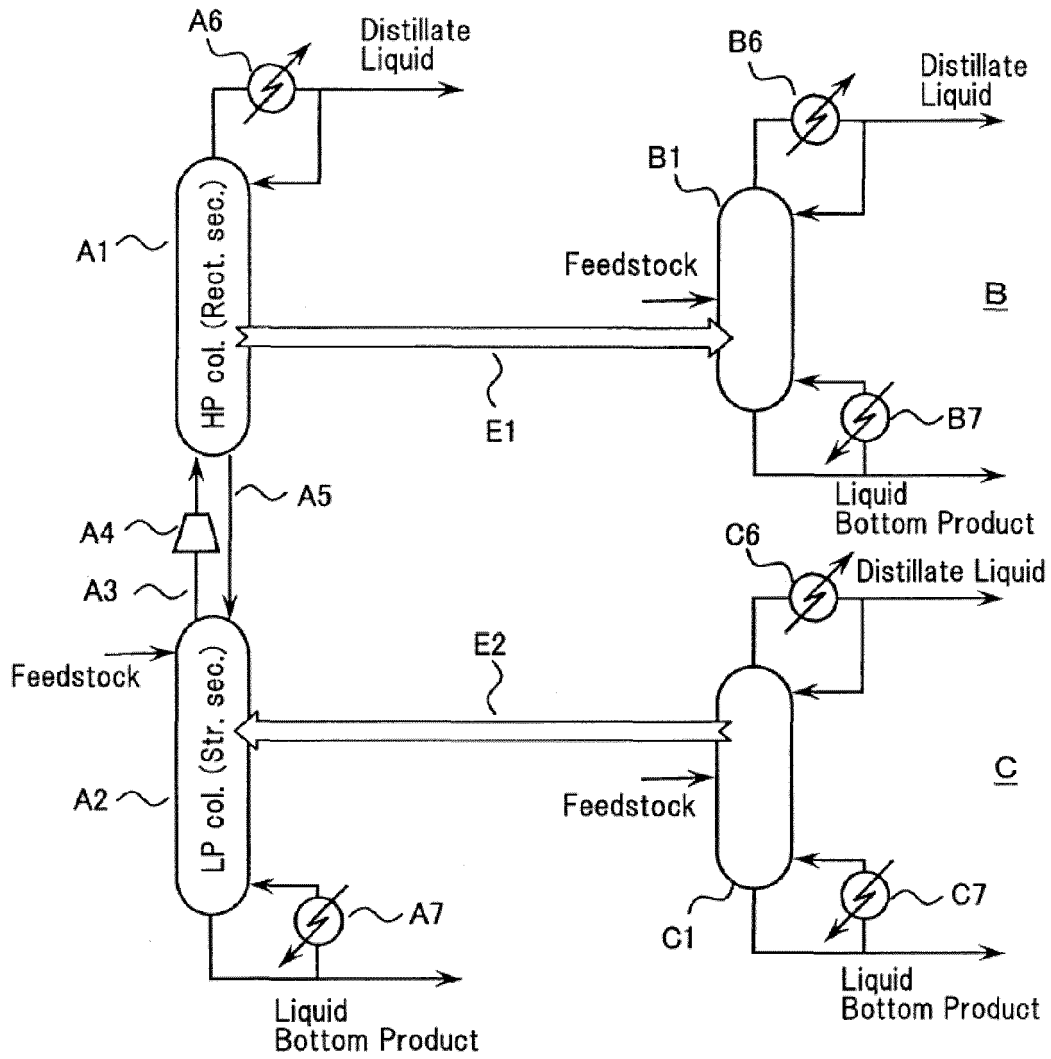 A6
Distillate
Liquid
B6
Distillate
Liquid
B1
A1
HP col. (Rect. sec.)
Feedstock
B
E1
B7
A5
Liquid
Bottom Product
A4
C6
A3
Distillate Liquid
E2
Feedstock
LP col. (Str. sec.)
C
A2
Feedstock
A7
C1
C7
Liquid
Bottom Product
Liquid
Bottom Product